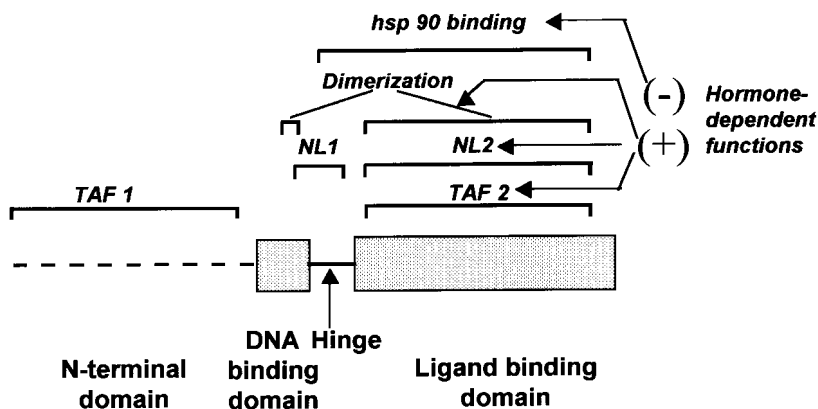 hsp 90 binding
Dimerization
(-) Hormone-
dependent
functions
NL1
NL2
(+)
TAF 1
TAF 2
DNA
binding
domain
Hinge
N-terminal
domain
Ligand binding
domain